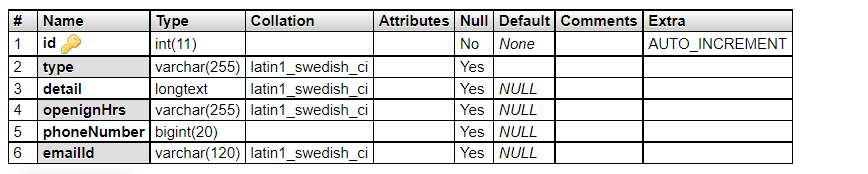 # Name Type Collation Attributes Null Default Comments Extra
1 id int(11) No None AUTO_INCREMENT
2 type varchar(255) latin1_swedish_ci Yes
3 detail longtext latin1_swedish_ci Yes NULL
4 openignHrs varchar(255) latin1_swedish_ci Yes NULL
5 phoneNumber bigint(20) Yes NULL
6 emailId varchar(120) latin1_swedish_ci Yes NULL